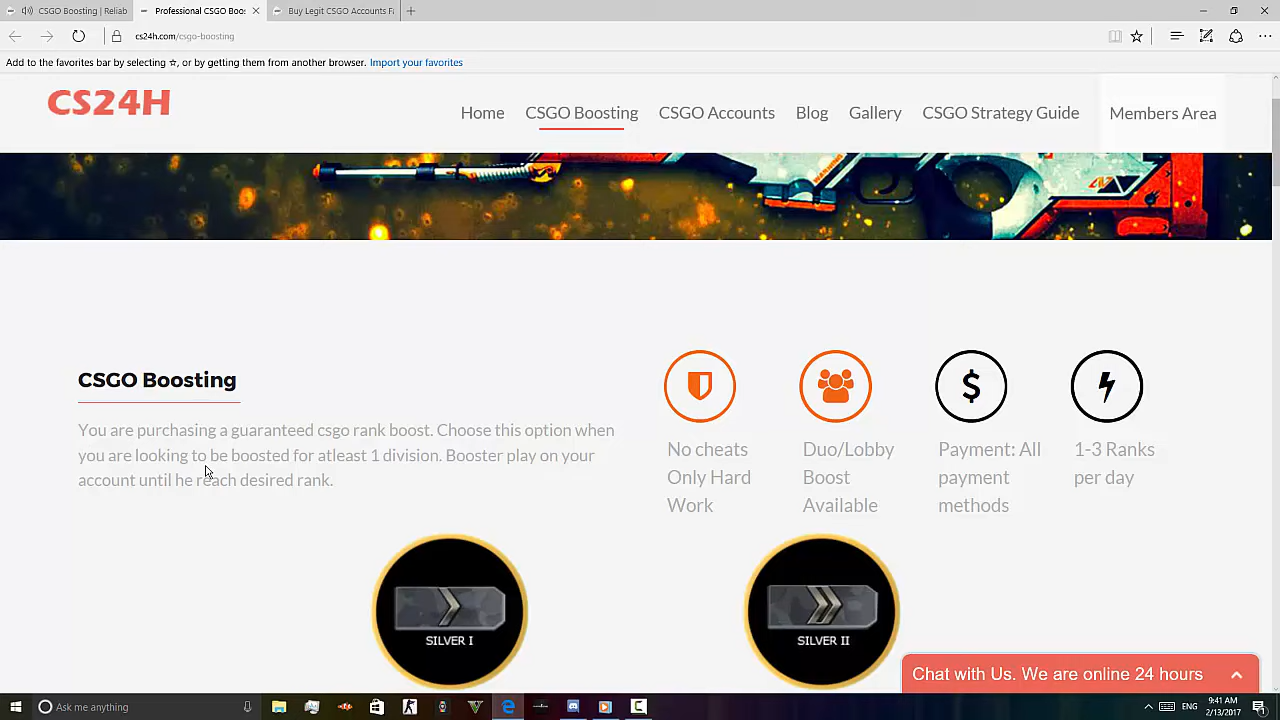 CSGO Boosting | Reliab
Professional CSGO Boos
Buy Legit CSGO Accounts Fo
cs24h.com/csgo-boosting
Add to the favorites bar by selecting ☆, or by getting them from another browser. Import your favorites
CS24H
Home
CSGO Boosting
CSGO Accounts
Blog
Gallery
CSGO Strategy Guide
Members Area
WARNING
CSGO Boosting
You are purchasing a guaranteed csgo rank boost. Choose this option when
you are looking to be boosted for atleast 1 division. Booster play on your
account until he reach desired rank.
No cheats
Only Hard
Work
Duo/Lobby
Boost
Available
Payment: All
payment
methods
1-3 Ranks
per day
SILVER I
SILVER II
Chat with Us. We are online 24 hours
Ask me anything
ENG
9:41 AM
2/13/2017